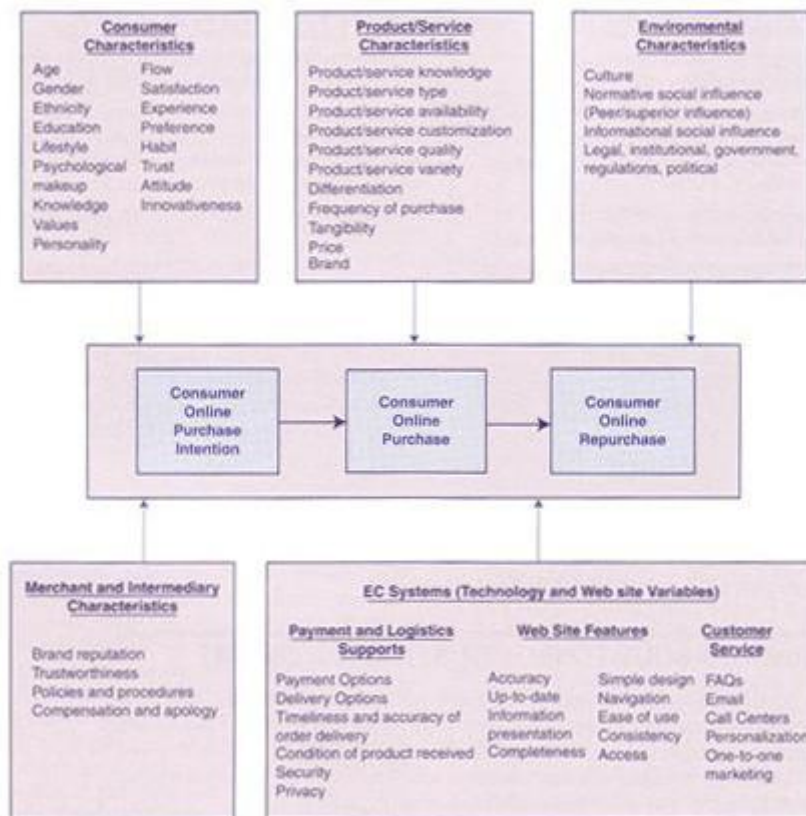 Consumer
Characteristics
Age
Gender
Ethnicity
Education
Lifestyle
Psychological
makeup
Knowledge
Values
Personality
Flow
Satisfaction
Experience
Preference
Habit
Trust
Attitude
Innovativeness
Product/Service
Characteristics
Product/service knowledge
Product/service type
Product/service availability
Product/service customization
Product/service quality
Product/service variety
Differentiation
Frequency of purchase
Tangibility
Price
Brand
Environmental
Characteristics
Culture
Normative social influence
(Peer/superior influence)
Informational social influence
Legal, institutional, government,
regulations, political
Consumer
Online
Purchase
Intention
Consumer
Online
Purchase
Consumer
Online
Repurchase
Merchant and Intermediary
Characteristics
Brand reputation
Trustworthiness
Policies and procedures
Compensation and apology
EC Systems (Technology and Web site Variables)
Payment and Logistics
Supports
Payment Options
Delivery Options
Timeliness and accuracy of
order delivery
Condition of product received
Security
Privacy
Web Site Features
Accuracy
Up-to-date
Information
presentation
Completeness
Simple design
Navigation
Ease of use
Consistency
Access
Customer
Service
FAQs
Email
Call Centers
Personalization
One-to-one
marketing